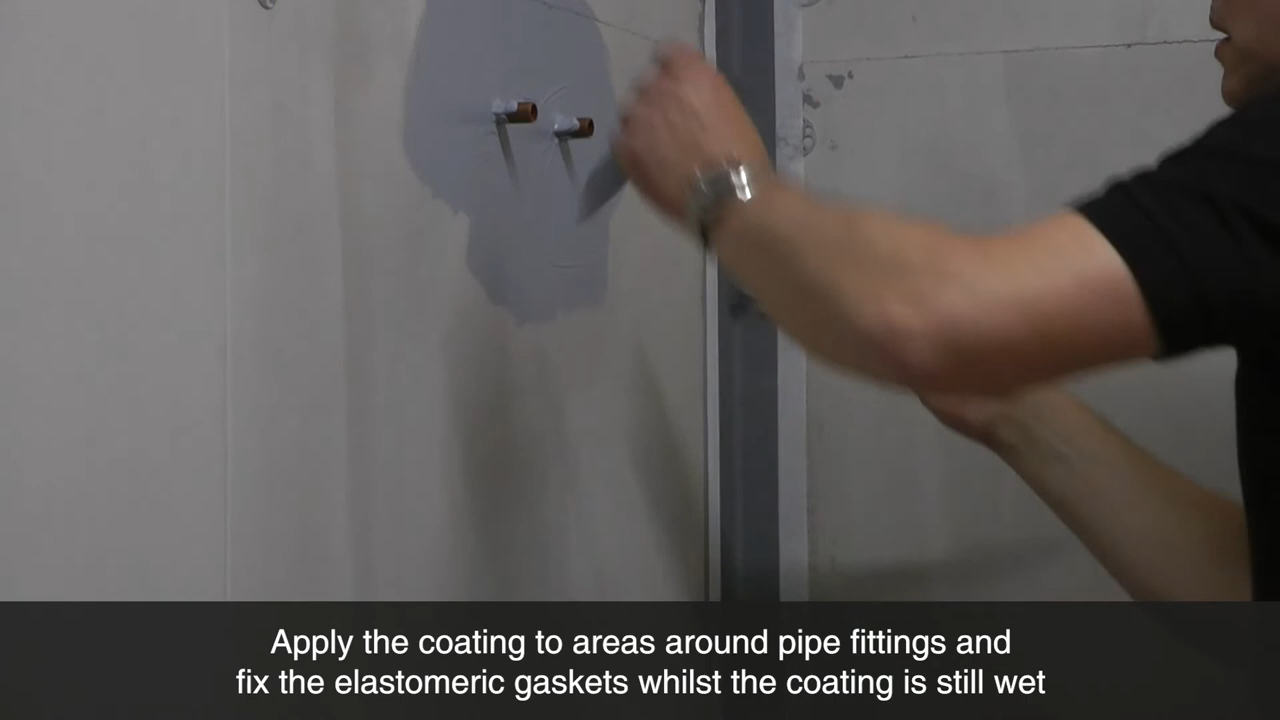 Apply the coating to areas around pipe fittings and
fix the elastomeric gaskets whilst the coating is still wet